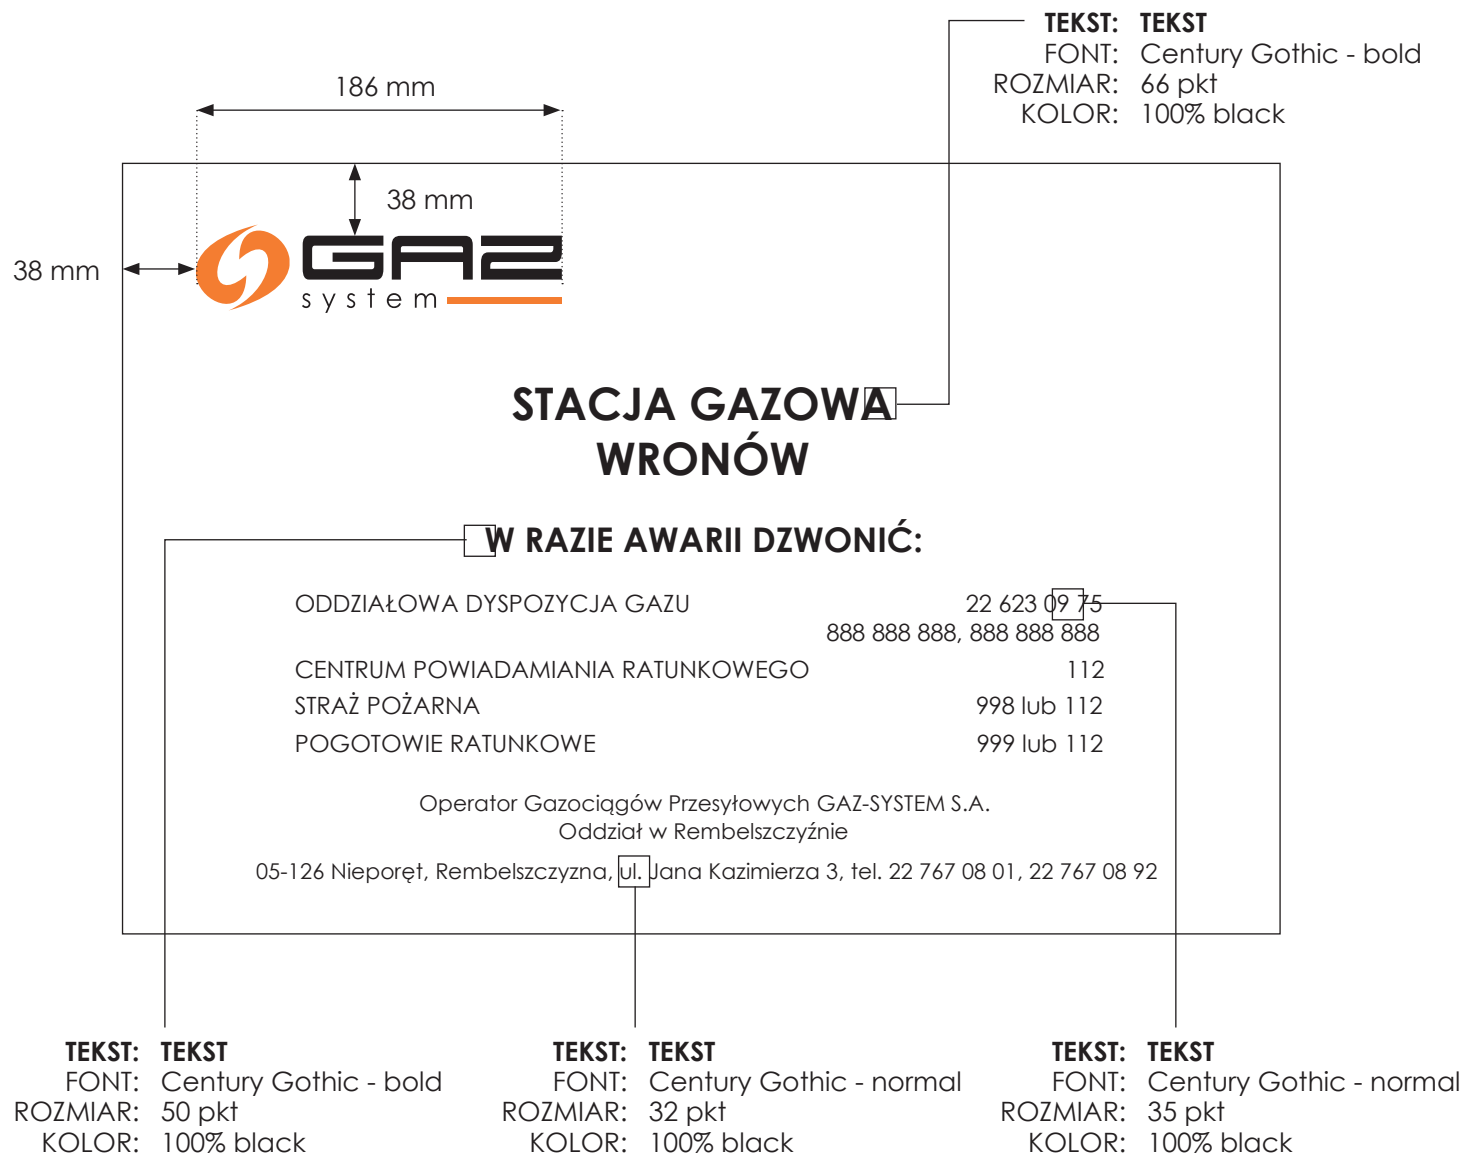 TEKST: TEKST
FONT: Century Gothic - bold
ROZMIAR: 66 pkt
KOLOR: 100% black
186 mm
38 mm
38 mm
GAZ
system
STACJA GAZOWA
WRONÓW
W RAZIE AWARII DZWONIĆ:
ODDZIAŁOWA DYSPOZYCJA GAZU 22 623 09 75
888 888 888, 888 888 888
CENTRUM POWIADAMIANIA RATUNKOWEGO 112
STRAŻ POŻARNA 998 lub 112
POGOTOWIE RATUNKOWE 999 lub 112
Operator Gazociągów Przesyłowych GAZ-SYSTEM S.A.
Oddział w Rembelszczyźnie
05-126 Nieporęt, Rembelszczyzna, ul. Jana Kazimierza 3, tel. 22 767 08 01, 22 767 08 92
TEKST: TEKST
FONT: Century Gothic - bold
ROZMIAR: 50 pkt
KOLOR: 100% black
TEKST: TEKST
FONT: Century Gothic - normal
ROZMIAR: 32 pkt
KOLOR: 100% black
TEKST: TEKST
FONT: Century Gothic - normal
ROZMIAR: 35 pkt
KOLOR: 100% black